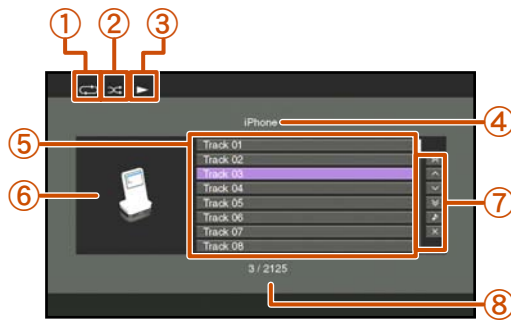 ① ② ③
iPhone ④
⑤ Track 01
Track 02
Track 03
Track 04
Track 05
⑥ Track 06
Track 07
Track 08
⑦
3 / 2125
⑧